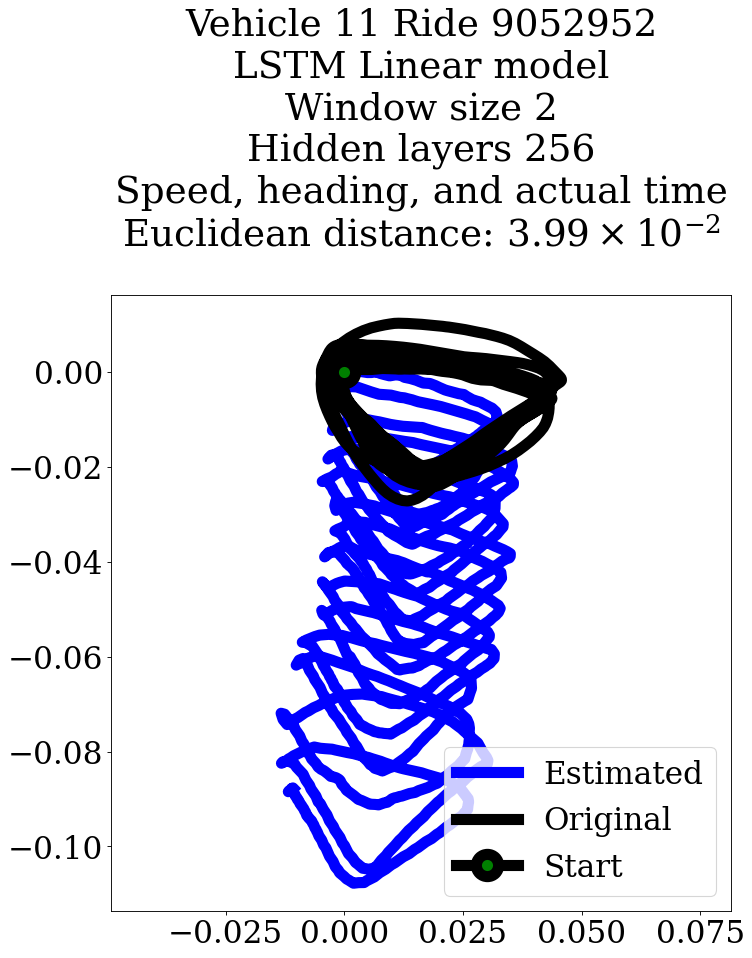 Vehicle 11 Ride 9052952
LSTM Linear model
Window size 2
Hidden layers 256
Speed, heading, and actual time
Euclidean distance: 3.99 × 10⁻²
0.00
−0.02
−0.04
−0.06
−0.08
−0.10
Estimated
Original
Start
−0.025 0.000 0.025 0.050 0.075